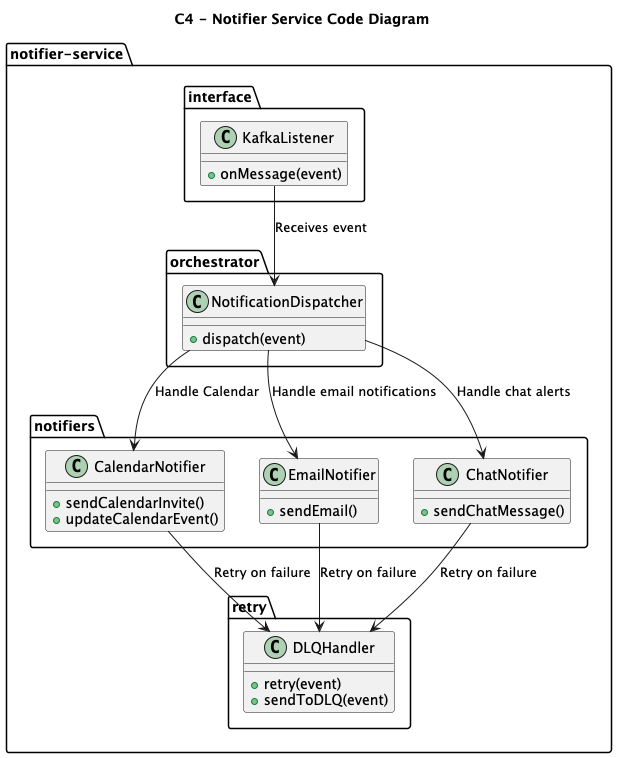 C4 - Notifier Service Code Diagram
notifier-service
interface
C KafkaListener
onMessage(event)
Receives event
orchestrator
C NotificationDispatcher
dispatch(event)
Handle Calendar
Handle email notifications
Handle chat alerts
notifiers
C CalendarNotifier
sendCalendarInvite()
updateCalendarEvent()
C EmailNotifier
sendEmail()
C ChatNotifier
sendChatMessage()
Retry on failure
Retry on failure
Retry on failure
retry
C DLQHandler
retry(event)
sendToDLQ(event)